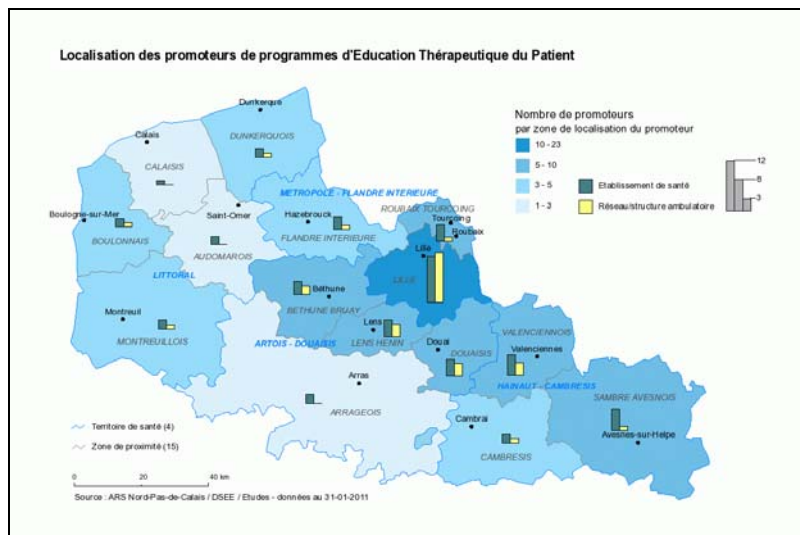 Localisation des promoteurs de programmes d'Education Thérapeutique du Patient
Dunkerque
DUNKERQUOIS
Calais
CALAISIS
Nombre de promoteurs
par zone de localisation du promoteur
10 - 23
5 - 10
3 - 5
1 - 3
Etablissement de santé
Réseau/structure ambulatoire
12
8
3
METROPOLE - FLANDRE INTERIEURE
Saint-Omer
Hazebrouck
FLANDRE INTERIEURE
ROUBAIX TOURCOING
Tourcoing
Roubaix
Boulogne-sur-Mer
BOULONNAIS
AUDOMAROIS
LITTORAL
Lille
LILLE
Béthune
BETHUNE BRUAY
Montreuil
MONTREUILLOIS
Lens
LENS HENIN
ARTOIS - DOUAISIS
Douai
DOUAISIS
VALENCIENNOIS
Valenciennes
HAINAUT - CAMBRESIS
Arras
ARRAGEOIS
SAMBRE AVESNOIS
Avesnes-sur-Helpe
Cambrai
CAMBRESIS
Territoire de santé (4)
Zone de proximité (15)
0 20 40 km
Source : ARS Nord-Pas-de-Calais / DSEE / Etudes - données au 31-01-2011